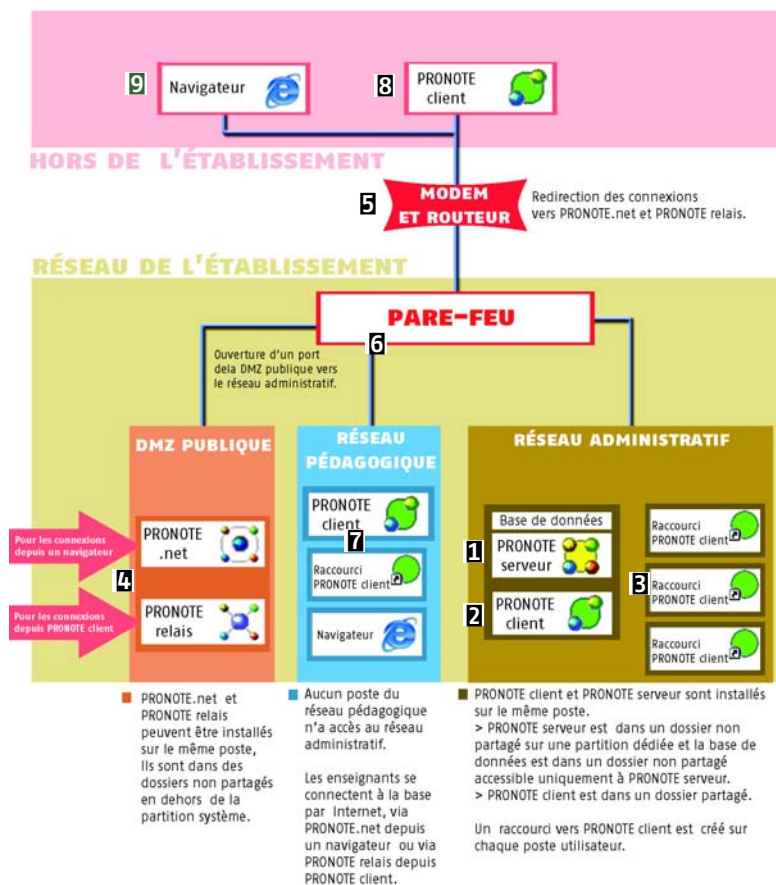 9
Navigateur
8
PRONOTE
client
HORS DE L'ÉTABLISSEMENT
5
MODEM
ET ROUTEUR
Redirection des connexions
vers PRONOTE.net et PRONOTE relais.
RÉSEAU DE L'ÉTABLISSEMENT
PARE-FEU
6
Ouverture d'un port
dela DMZ publique vers
le réseau administratif.
DMZ PUBLIQUE
Pour les connexions
depuis un navigateur
PRONOTE
.net
4
Pour les connexions
depuis PRONOTE client
PRONOTE
relais
RÉSEAU
PÉDAGOGIQUE
PRONOTE
client
7
Raccourci
PRONOTE client
Navigateur
RÉSEAU ADMINISTRATIF
Base de données
1
PRONOTE
serveur
2
PRONOTE
client
3
Raccourci
PRONOTE client
Raccourci
PRONOTE client
Raccourci
PRONOTE client
PRONOTE.net et
PRONOTE relais
peuvent être installés
sur le même poste,
Ils sont dans des
dossiers non partagés
en dehors de la
partition système.
Aucun poste du
réseau pédagogique
n'a accès au réseau
administratif.
Les enseignants se
connectent à la base
par Internet, via
PRONOTE.net depuis
un navigateur ou via
PRONOTE relais depuis
PRONOTE client.
PRONOTE client et PRONOTE serveur sont installés
sur le même poste.
> PRONOTE serveur est dans un dossier non
partagé sur une partition dédiée et la base de
données est dans un dossier non partagé
accessible uniquement à PRONOTE serveur.
> PRONOTE client est dans un dossier partagé.
Un raccourci vers PRONOTE client est créé sur
chaque poste utilisateur.